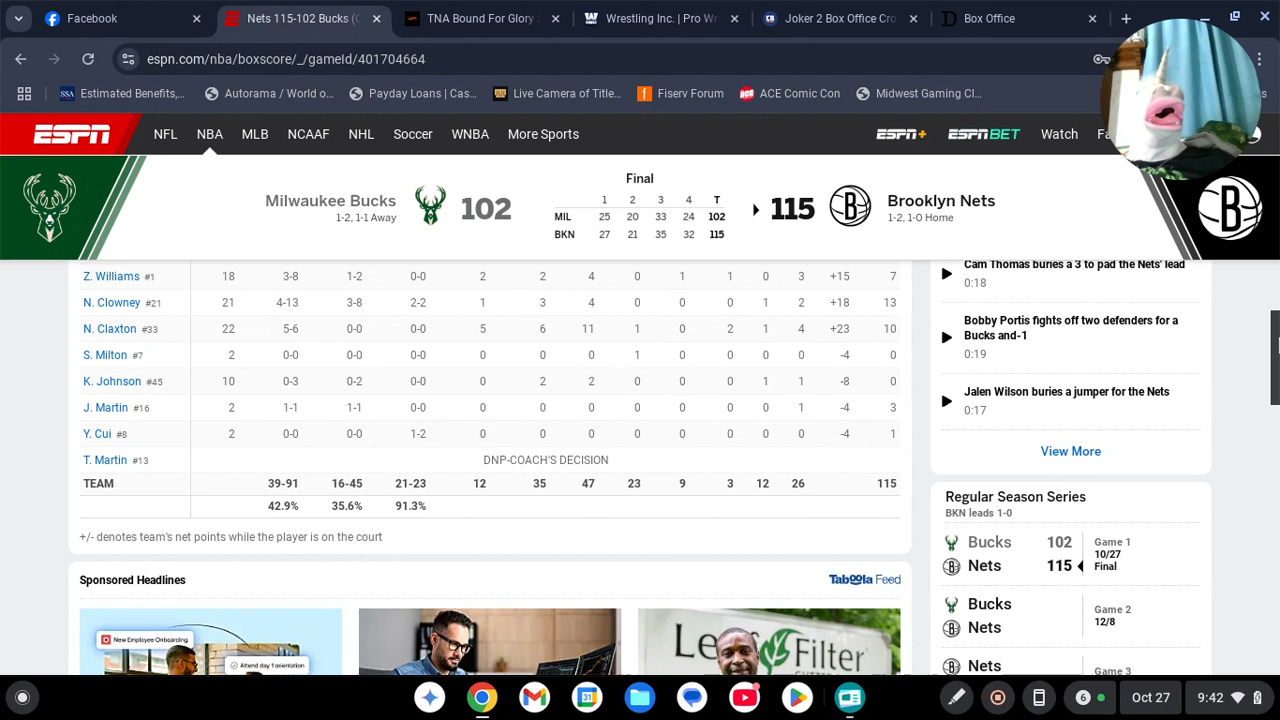 Facebook
Nets 115-102 Bucks (
TNA Bound For Glory
Wrestling Inc. | Pro Wr
Joker 2 Box Office Cro
Box Office
espn.com/nba/boxscore/_/gameId/401704664
Estimated Benefits,...
Autorama / World o...
Payday Loans | Cas...
Live Camera of Title...
Fiserv Forum
ACE Comic Con
Midwest Gaming Cl...
ESPN NFL NBA MLB NCAAF NHL Soccer WNBA More Sports ESPN+ ESPN BET Watch
Final
Milwaukee Bucks 102
1-2, 1-1 Away
1 2 3 4 T
MIL 25 20 33 24 102
BKN 27 21 35 32 115
115 B Brooklyn Nets
1-2, 1-0 Home
Z. Williams #1 18 3-8 1-2 0-0 2 2 4 0 1 1 0 3 +15 7
N. Clowney #21 21 4-13 3-8 2-2 1 3 4 0 0 0 1 2 +18 13
N. Claxton #33 22 5-6 0-0 0-0 5 6 11 1 0 2 1 4 +23 10
S. Milton #7 2 0-0 0-0 0-0 0 0 0 1 0 0 0 0 -4 0
K. Johnson #45 10 0-3 0-2 0-0 0 2 2 0 0 0 1 1 -8 0
J. Martin #16 2 1-1 1-1 0-0 0 0 0 0 0 0 0 1 -4 3
Y. Cui #8 2 0-0 0-0 1-2 0 0 0 0 0 0 0 0 -4 1
T. Martin #13 DNP-COACH'S DECISION
TEAM 39-91 16-45 21-23 12 35 47 23 9 3 12 26 115
42.9% 35.6% 91.3%
+/- denotes team's net points while the player is on the court
Sponsored Headlines
Taboola Feed
New Employee Onboarding
Attend day 1 orientation
Filter
Cam Thomas buries a 3 to pad the Nets' lead
0:18
Bobby Portis fights off two defenders for a
Bucks and-1
0:19
Jalen Wilson buries a jumper for the Nets
0:17
View More
Regular Season Series
BKN leads 1-0
Bucks 102
Nets 115
Game 1
10/27
Final
Bucks
Nets
Game 2
12/8
Nets
Game 3
31
6
Oct 27
9:42